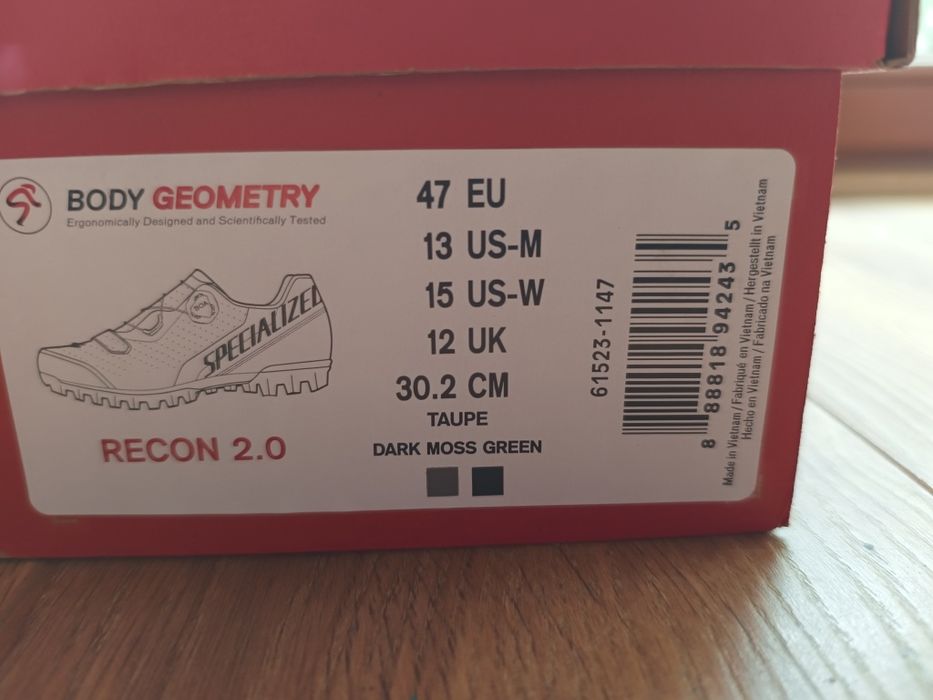 BODY GEOMETRY
Ergonomically Designed and Scientifically Tested
BOA
SPECIALIZED
RECON 2.0
47 EU
13 US-M
15 US-W
12 UK
30.2 CM
TAUPE
DARK MOSS GREEN
61523-1147
8 88818 94243 5
Made in Vietnam / Fabriqué en Vietnam / Hergestellt in Vietnam
Hecho en Vietnam / Fabricado na Vietnam